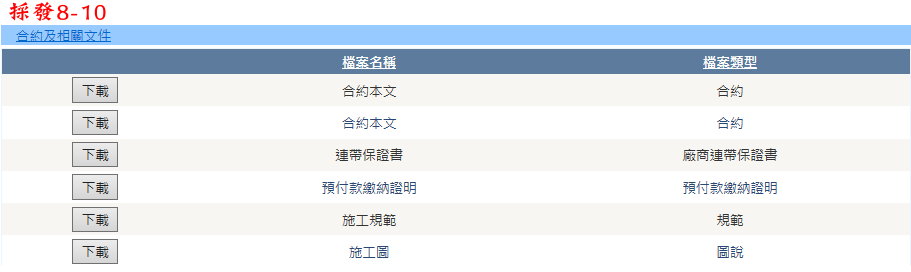 採發8-10
合約及相關文件
檔案名稱 檔案類型
下載 合約本文 合約
下載 合約本文 合約
下載 連帶保證書 廠商連帶保證書
下載 預付款繳納證明 預付款繳納證明
下載 施工規範 規範
下載 施工圖 圖說